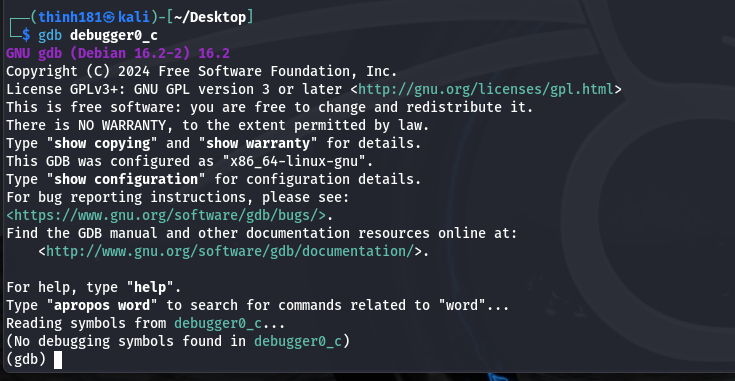 ┌──(thinh181㉿kali)-[~/Desktop]
└─$ gdb debugger0_c
GNU gdb (Debian 16.2-2) 16.2
Copyright (C) 2024 Free Software Foundation, Inc.
License GPLv3+: GNU GPL version 3 or later <http://gnu.org/licenses/gpl.html>
This is free software: you are free to change and redistribute it.
There is NO WARRANTY, to the extent permitted by law.
Type "show copying" and "show warranty" for details.
This GDB was configured as "x86_64-linux-gnu".
Type "show configuration" for configuration details.
For bug reporting instructions, please see:
<https://www.gnu.org/software/gdb/bugs/>.
Find the GDB manual and other documentation resources online at:
    <http://www.gnu.org/software/gdb/documentation/>.

For help, type "help".
Type "apropos word" to search for commands related to "word"...
Reading symbols from debugger0_c...
(No debugging symbols found in debugger0_c)
(gdb)